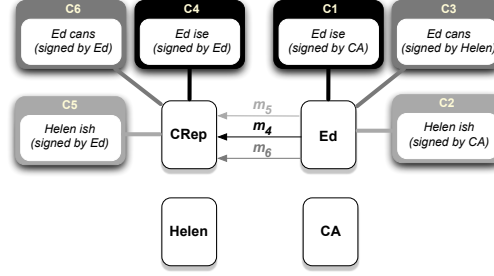 C6
Ed cans
(signed by Ed)
C4
Ed ise
(signed by Ed)
C1
Ed ise
(signed by CA)
C3
Ed cans
(signed by Helen)
C5
Helen ish
(signed by Ed)
CRep
m5
m4
m6
Ed
C2
Helen ish
(signed by CA)
Helen
CA